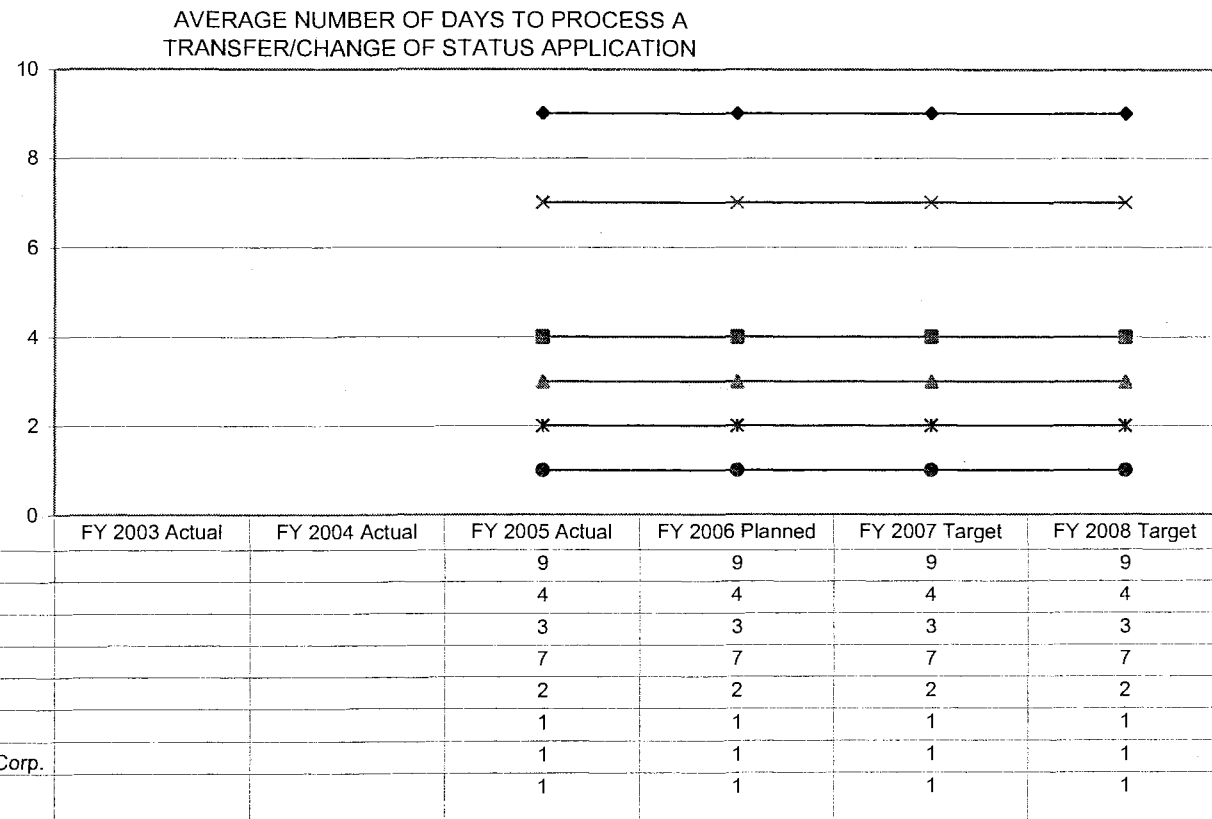 AVERAGE NUMBER OF DAYS TO PROCESS A
TRANSFER/CHANGE OF STATUS APPLICATION
10
8
6
4
2
0
FY 2003 Actual FY 2004 Actual FY 2005 Actual FY 2006 Planned FY 2007 Target FY 2008 Target
9 9 9 9
4 4 4 4
3 3 3 3
7 7 7 7
2 2 2 2
1 1 1 1
Corp. 1 1 1 1
1 1 1 1